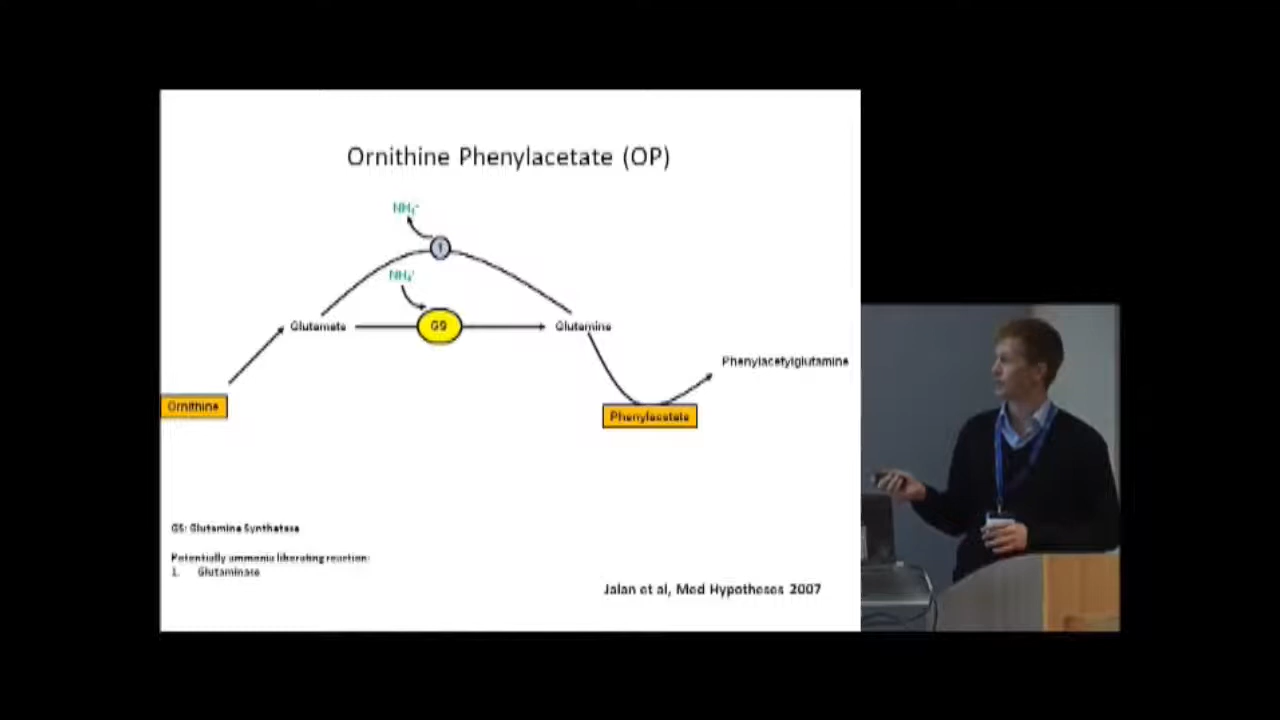 Ornithine Phenylacetate (OP)
NH₄⁺
1
NH₄⁺
Glutamate
GS
Glutamine
Phenylacetylglutamine
Ornithine
Phenylacetate
GS: Glutamine Synthetase
Potentially ammonia liberating reaction:
1. Glutaminase
Jalan et al, Med Hypotheses 2007